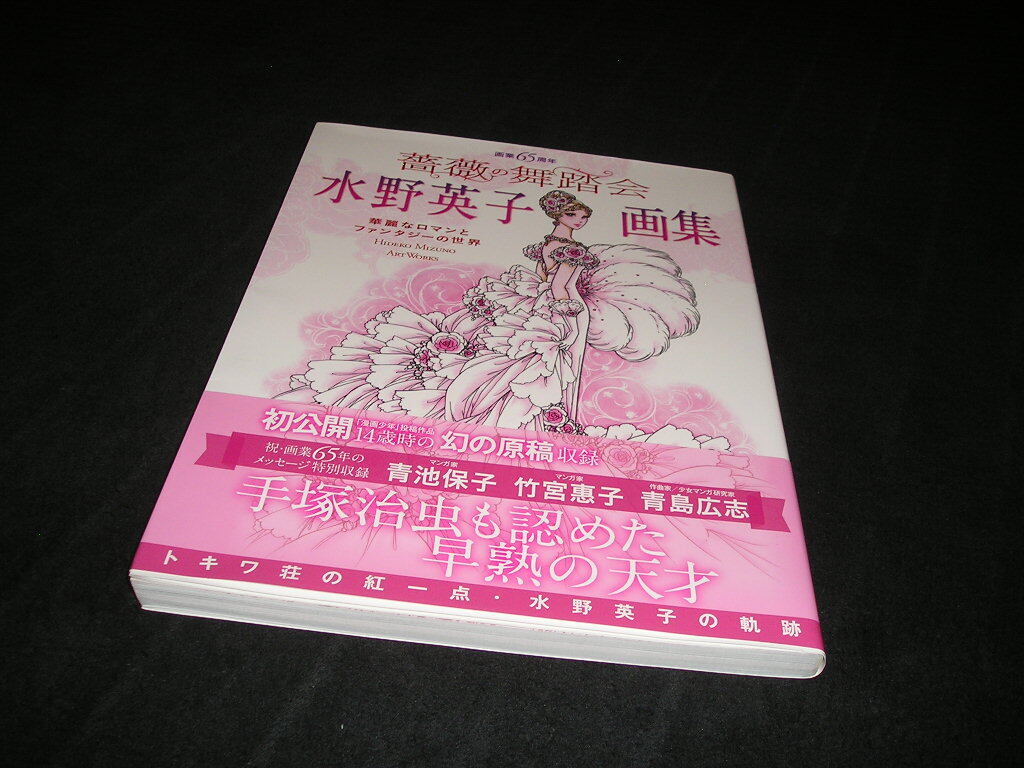 画業65周年
薔薇の舞踏会
水野英子 画集
華麗なロマンと
ファンタジーの世界
HIDEKO MIZUNO
ART WORKS
初公開 「漫画少年」投稿作品 14歳時の 幻の原稿 収録
祝・画業65年の
メッセージ特別収録
マンガ家 青池保子 マンガ家 竹宮惠子 作曲家/少女マンガ研究家 青島広志
手塚治虫も認めた
早熟の天才
トキワ荘の紅一点・水野英子の軌跡